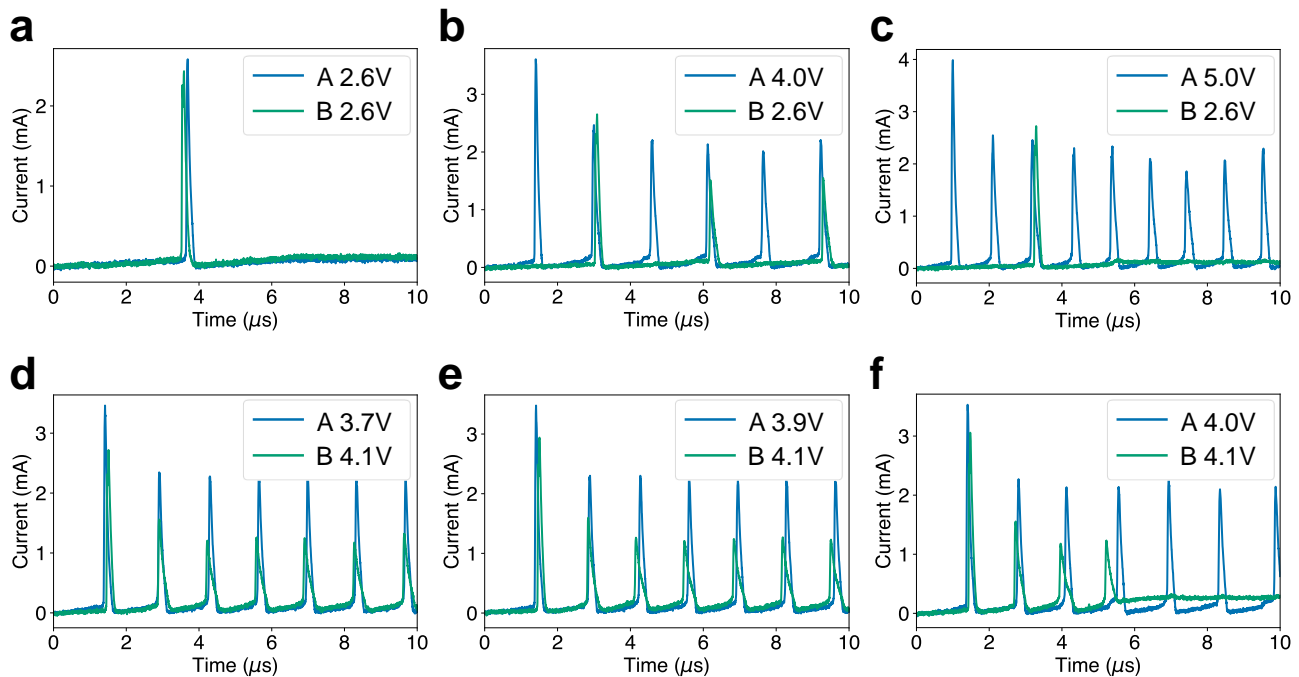 a
A 2.6V
B 2.6V
Current (mA)
2
1
0
0 2 4 6 8 10
Time (μs)
b
A 4.0V
B 2.6V
Current (mA)
3
2
1
0
0 2 4 6 8 10
Time (μs)
c
A 5.0V
B 2.6V
Current (mA)
4
3
2
1
0
0 2 4 6 8 10
Time (μs)
d
A 3.7V
B 4.1V
Current (mA)
3
2
1
0
0 2 4 6 8 10
Time (μs)
e
A 3.9V
B 4.1V
Current (mA)
3
2
1
0
0 2 4 6 8 10
Time (μs)
f
A 4.0V
B 4.1V
Current (mA)
3
2
1
0
0 2 4 6 8 10
Time (μs)